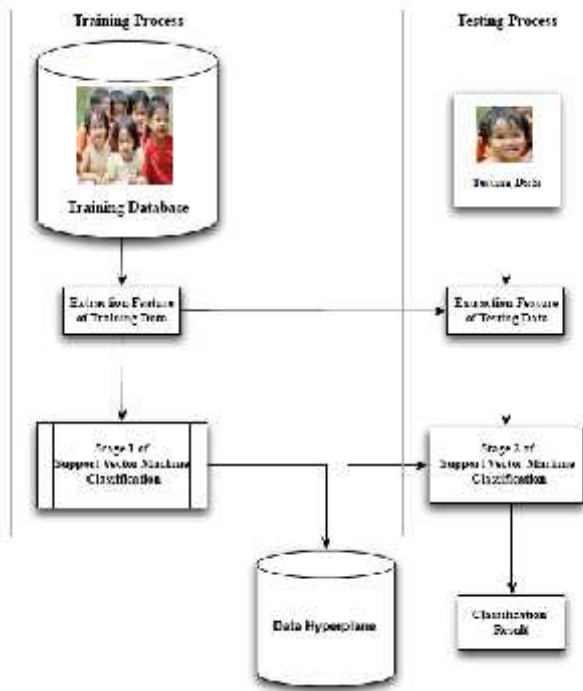 Training Process
Testing Process
Training Database
Testing Data
Extraction Feature
of Training Data
Extraction Feature
of Testing Data
Stage 1 of
Support Vector Machine
Classification
Stage 2 of
Support Vector Machine
Classification
Data Hyperplane
Classification
Result